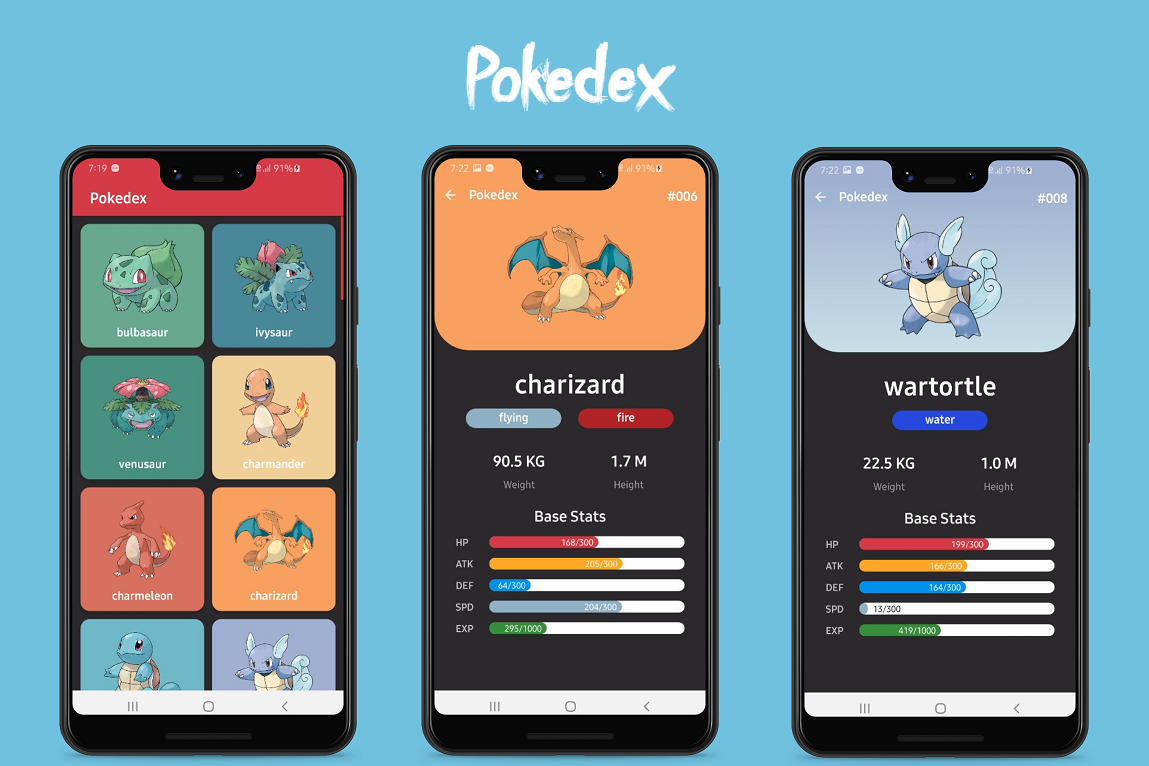 Pokedex
7:19 91%
Pokedex
bulbasaur ivysaur
venusaur charmander
charmeleon charizard
7:22 91%
Pokedex #006
charizard
flying fire
90.5 KG 1.7 M
Weight Height
Base Stats
HP 168/300
ATK 205/300
DEF 64/300
SPD 204/300
EXP 295/1000
7:22 91%
Pokedex #008
wartortle
water
22.5 KG 1.0 M
Weight Height
Base Stats
HP 199/300
ATK 166/300
DEF 164/300
SPD 13/300
EXP 419/1000